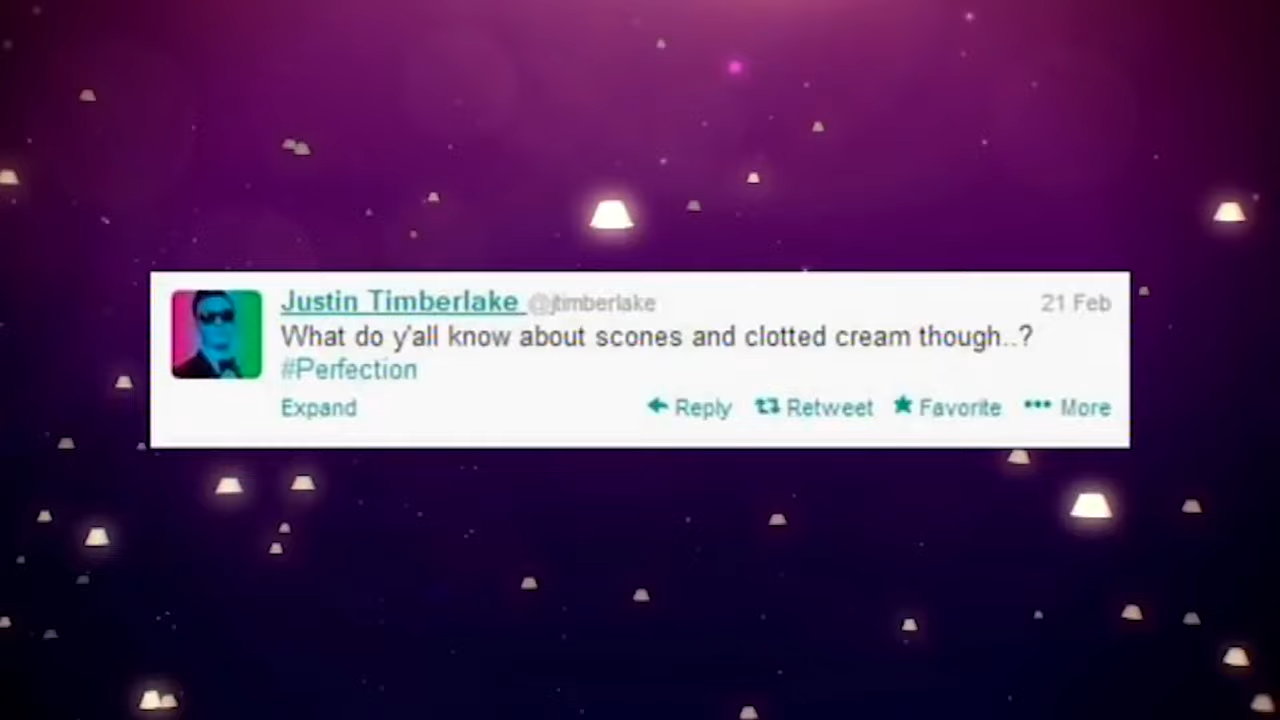 Justin Timberlake @jtimberlake 21 Feb
What do y'all know about scones and clotted cream though..?
#Perfection
Expand Reply Retweet Favorite More